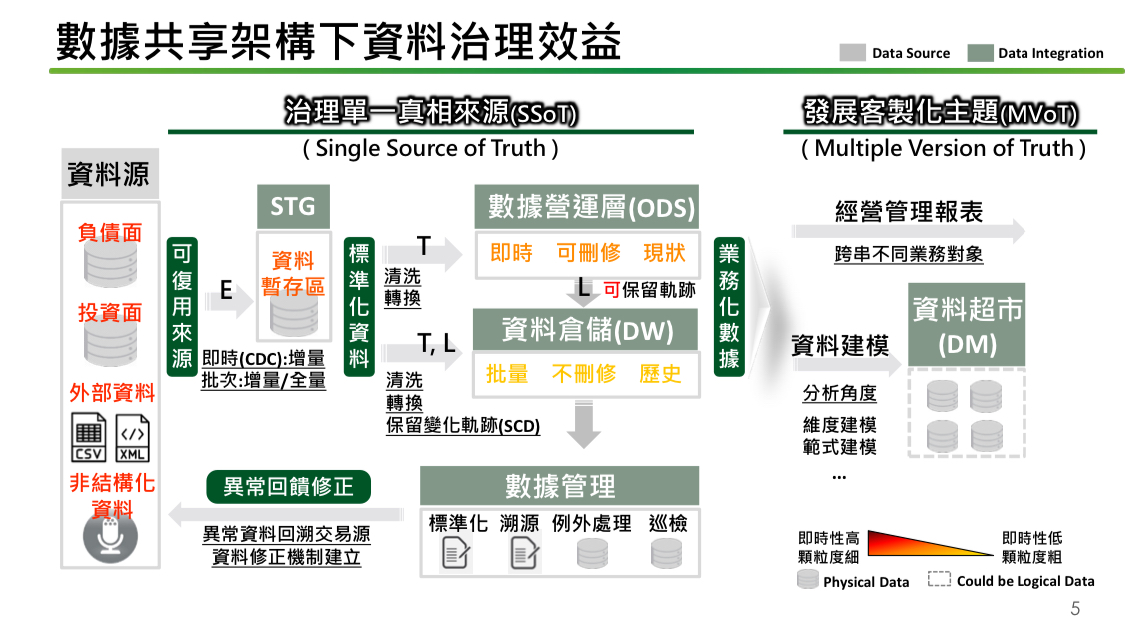 數據共享架構下資料治理效益
Data Source
Data Integration
治理單一真相來源(SSoT)
( Single Source of Truth )
發展客製化主題(MVoT)
( Multiple Version of Truth )
資料源
負債面
投資面
外部資料
CSV
</>
XML
非結構化
資料
可復用來源
E
STG
資料
暫存區
即時(CDC):增量
批次:增量/全量
標準化資料
T
清洗
轉換
T, L
清洗
轉換
保留變化軌跡(SCD)
數據營運層(ODS)
即時 可刪修 現狀
L 可保留軌跡
資料倉儲(DW)
批量 不刪修 歷史
業務化數據
經營管理報表
跨串不同業務對象
資料建模
分析角度
維度建模
範式建模
...
資料超市
(DM)
異常回饋修正
異常資料回溯交易源
資料修正機制建立
數據管理
標準化 溯源 例外處理 巡檢
即時性高
顆粒度細
即時性低
顆粒度粗
Physical Data
Could be Logical Data
5